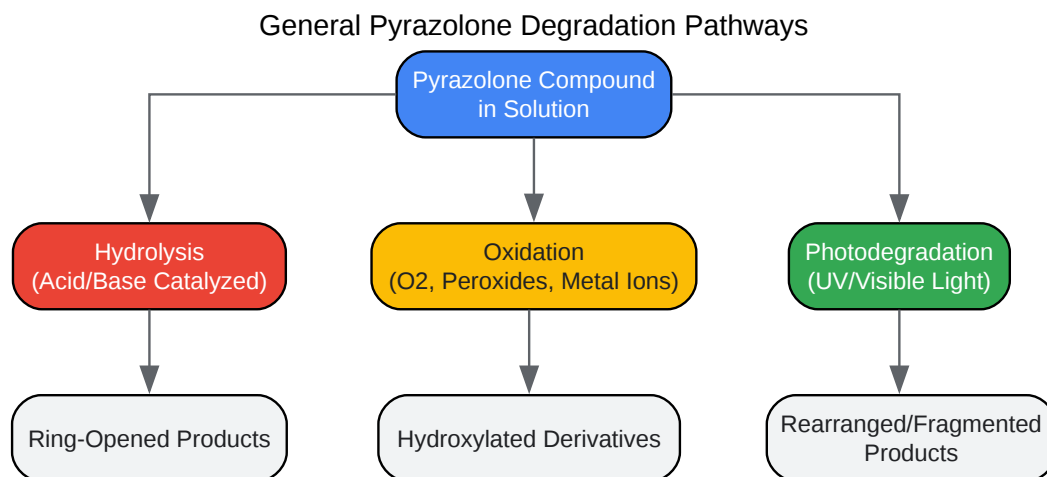 General Pyrazolone Degradation Pathways
Pyrazolone Compound
in Solution
Hydrolysis
(Acid/Base Catalyzed)
Oxidation
(O2, Peroxides, Metal Ions)
Photodegradation
(UV/Visible Light)
Ring-Opened Products
Hydroxylated Derivatives
Rearranged/Fragmented
Products